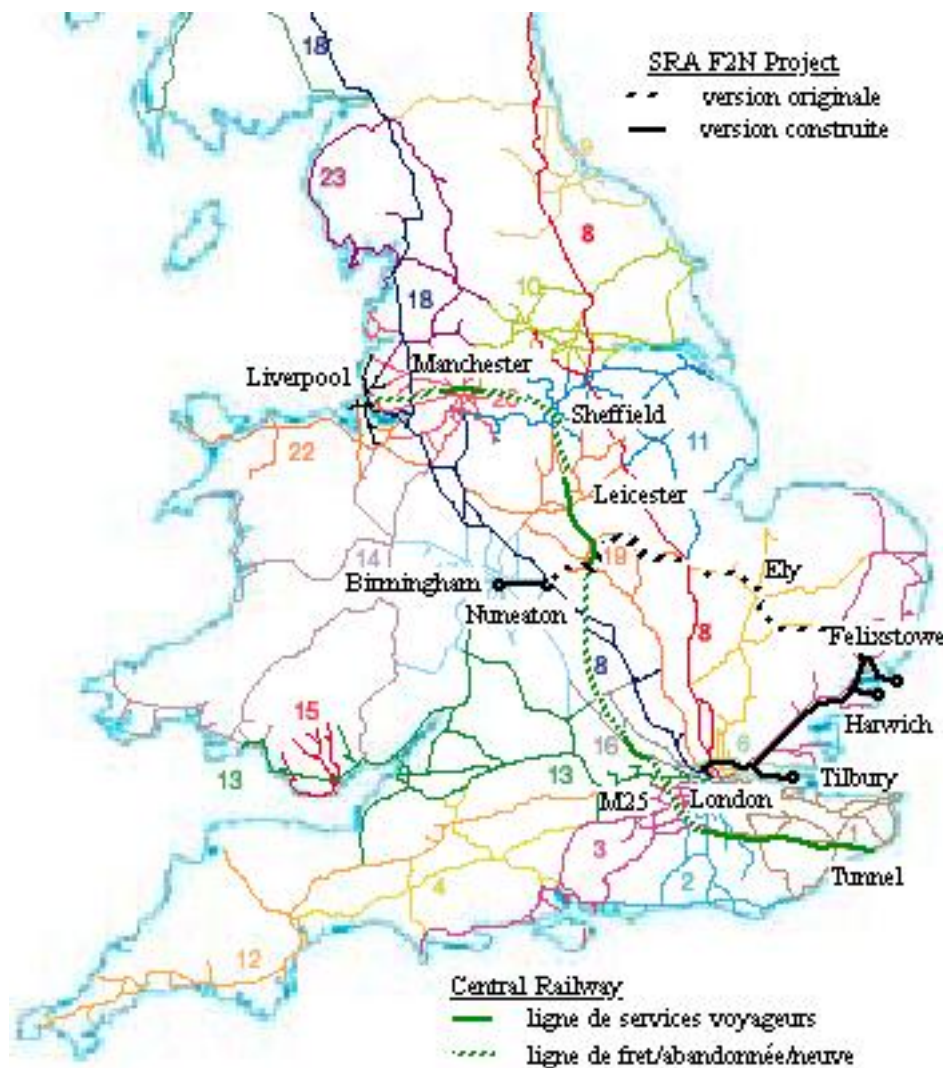 18
SRA F2N Project
version originale
version construite
9
23
8
10
18
Manchester
Liverpool
20
Sheffield
11
22
Leicester
14
19
Ely
Birmingham
Nuneaton
Felixstowe
8
8
15
Harwich
16
6
13
13
Tilbury
M25
London
3
1
4
2
Tunnel
12
Central Railway
ligne de services voyageurs
ligne de fret/abandonnée/neuve